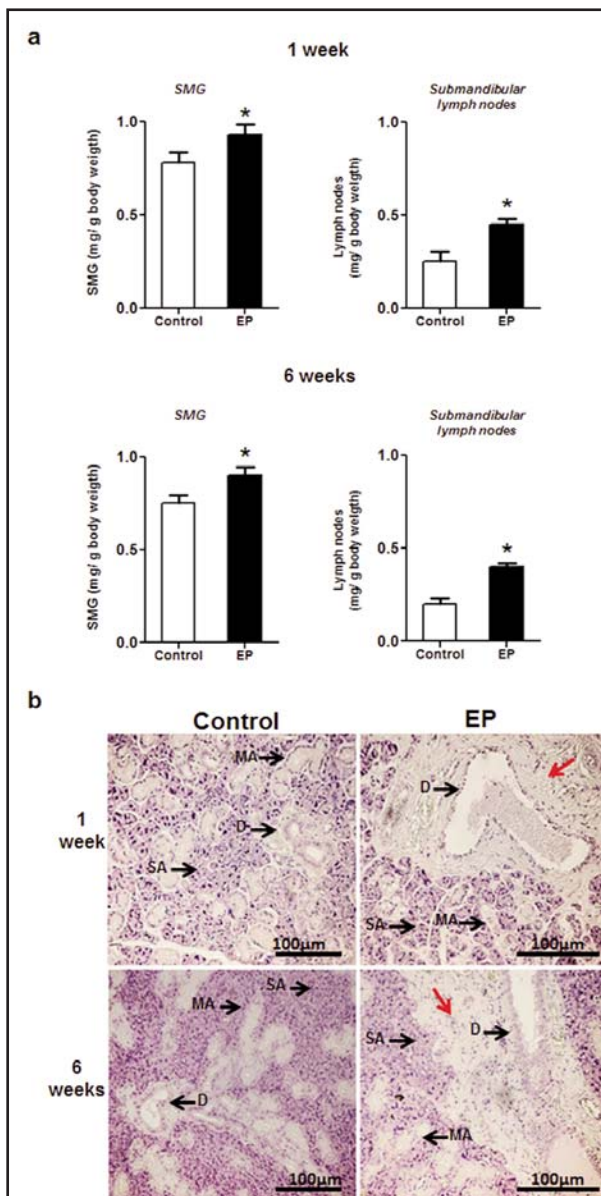 a
1 week
SMG
Submandibular
lymph nodes
*
*
1.0
0.5
0.0
SMG (mg/ g body weigth)
Control
EP
1.0
0.5
0.0
Lymph nodes
(mg/ g body weigth)
Control
EP
6 weeks
SMG
Submandibular
lymph nodes
*
*
1.0
0.5
0.0
SMG (mg/ g body weigth)
Control
EP
1.0
0.5
0.0
Lymph nodes
(mg/ g body weigth)
Control
EP
b
Control
EP
1
week
MA
D
SA
100µm
D
SA
MA
100µm
6
weeks
SA
MA
D
100µm
SA
D
MA
100µm